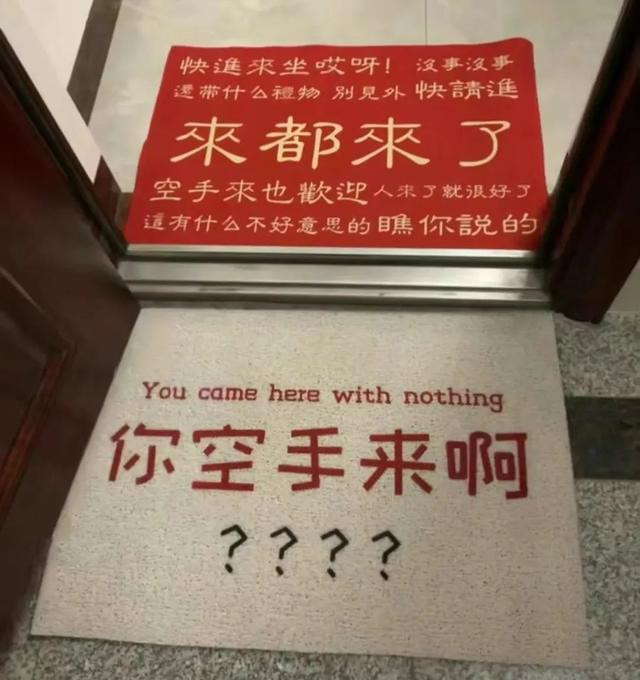 快進來坐哎呀! 沒事沒事
還帶什么禮物 別見外 快請進
來都來了
空手來也歡迎 人來了就很好了
這有什么不好意思的 瞧你説的
You came here with nothing
你空手来啊
????